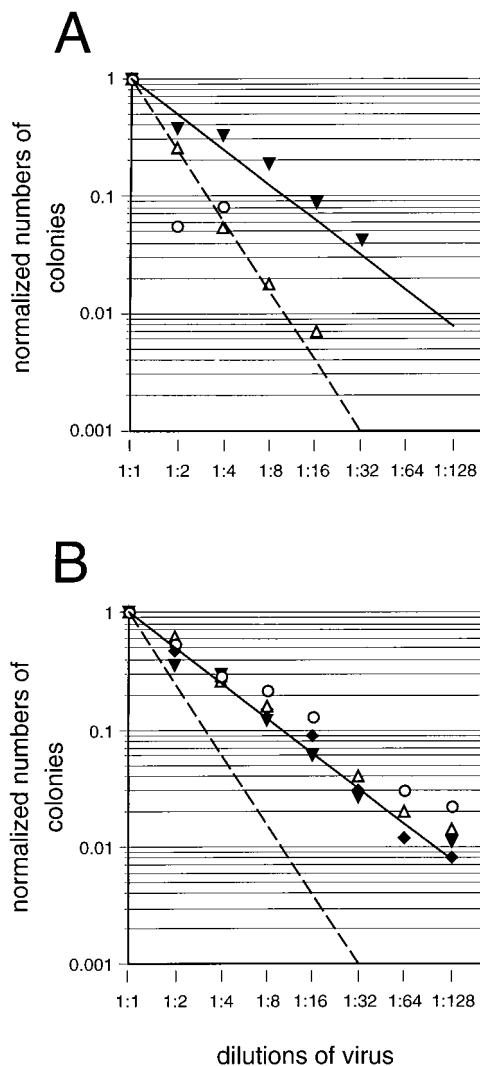 A
normalized numbers of
colonies
1
0.1
0.01
0.001
1:1 1:2 1:4 1:8 1:16 1:32 1:64 1:128
B
normalized numbers of
colonies
1
0.1
0.01
0.001
1:1 1:2 1:4 1:8 1:16 1:32 1:64 1:128
dilutions of virus